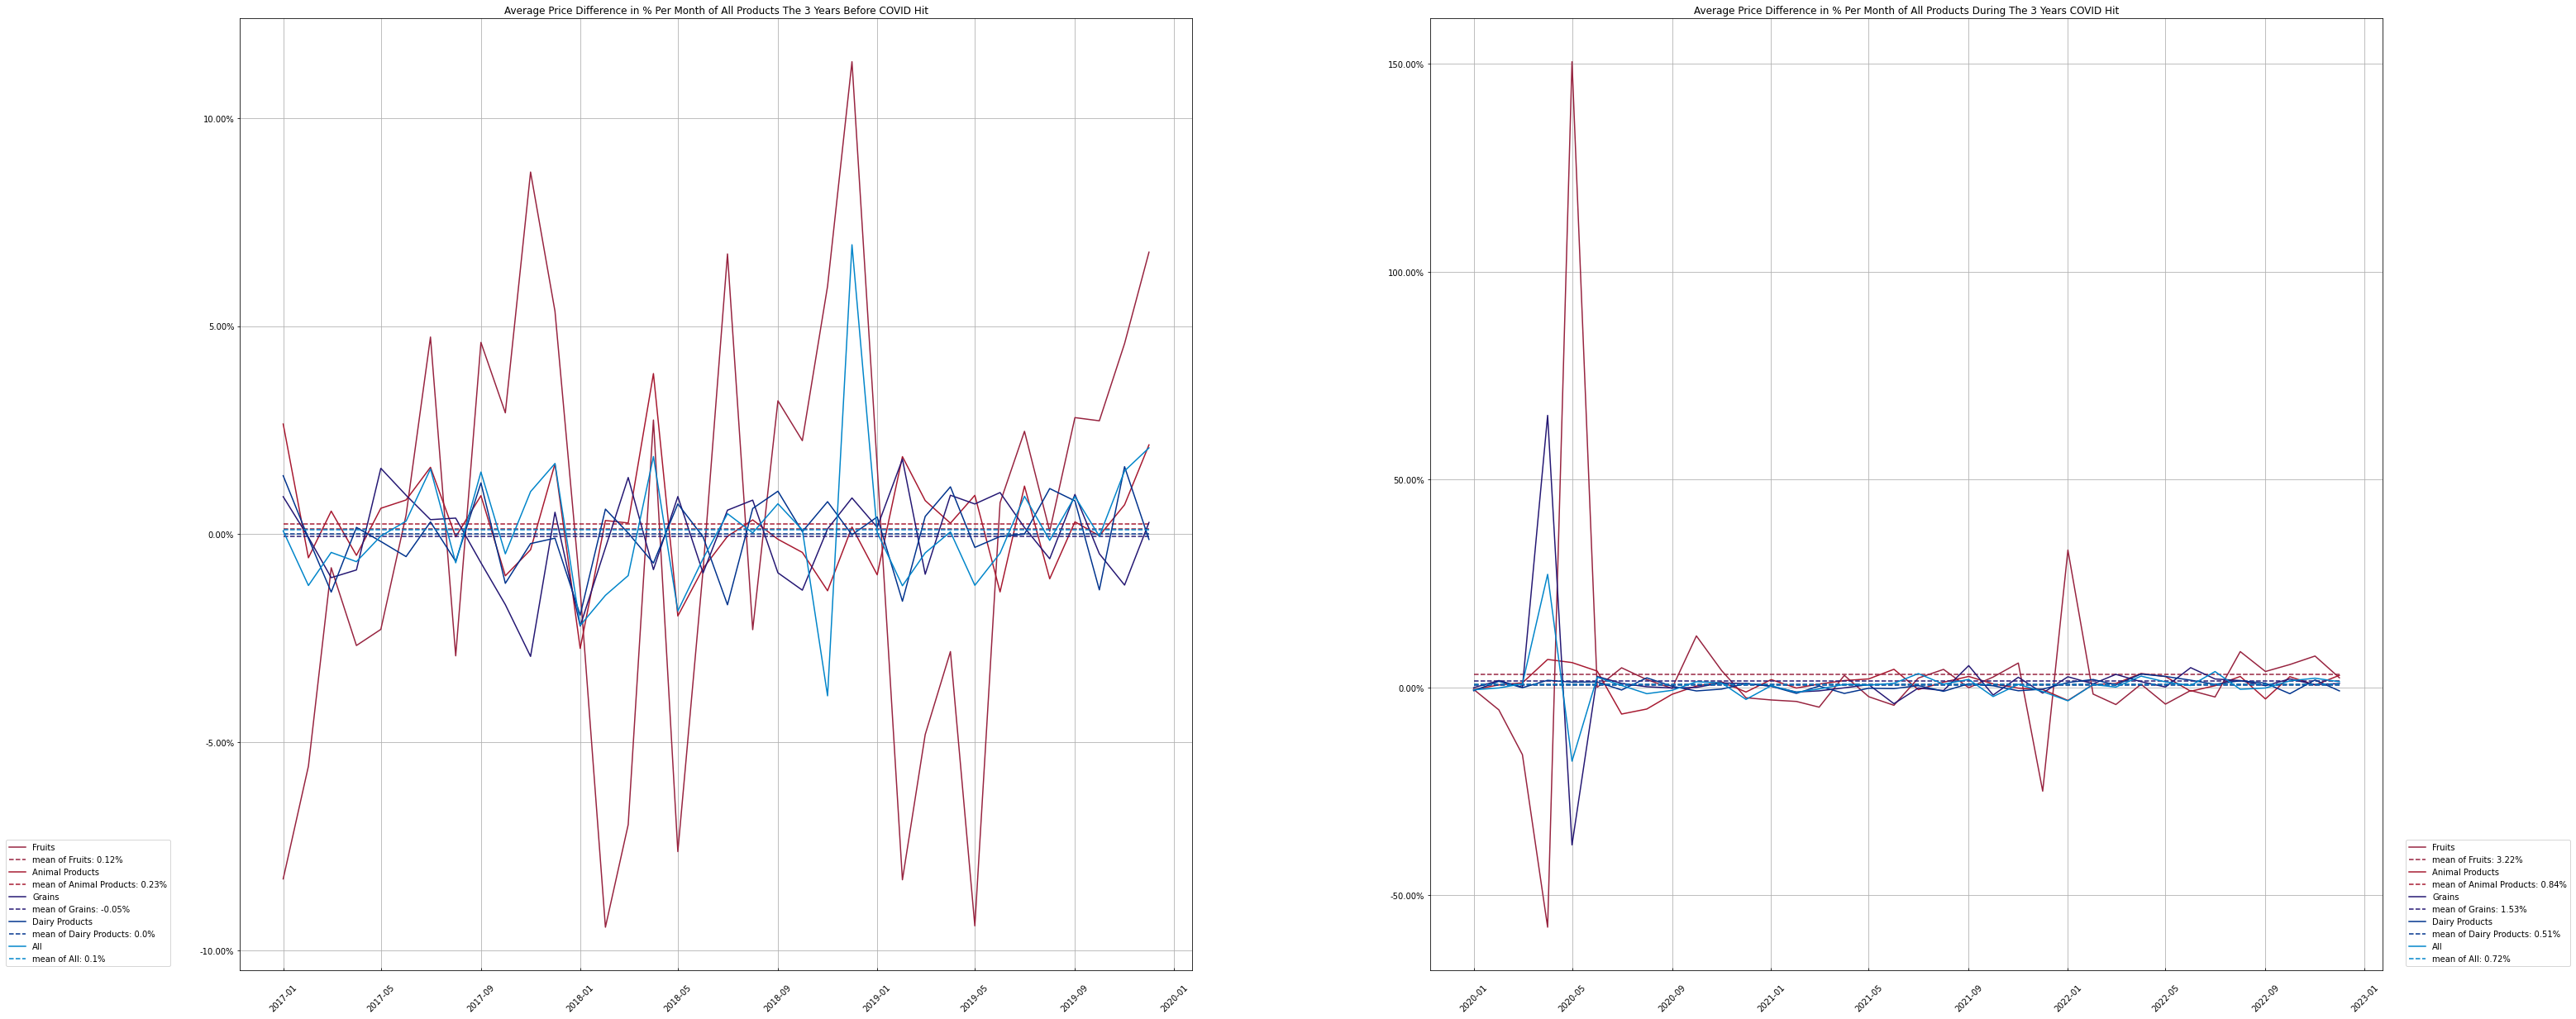 Average Price Difference in % Per Month of All Products The 3 Years Before COVID Hit
10.00%
5.00%
0.00%
-5.00%
-10.00%
2017-01
2017-05
2017-09
2018-01
2018-05
2018-09
2019-01
2019-05
2019-09
2020-01
Fruits
mean of Fruits: 0.12%
Animal Products
mean of Animal Products: 0.23%
Grains
mean of Grains: -0.05%
Dairy Products
mean of Dairy Products: 0.0%
All
mean of All: 0.1%
Average Price Difference in % Per Month of All Products During The 3 Years COVID Hit
150.00%
100.00%
50.00%
0.00%
-50.00%
2020-01
2020-05
2020-09
2021-01
2021-05
2021-09
2022-01
2022-05
2022-09
2023-01
Fruits
mean of Fruits: 3.22%
Animal Products
mean of Animal Products: 0.84%
Grains
mean of Grains: 1.53%
Dairy Products
mean of Dairy Products: 0.51%
All
mean of All: 0.72%